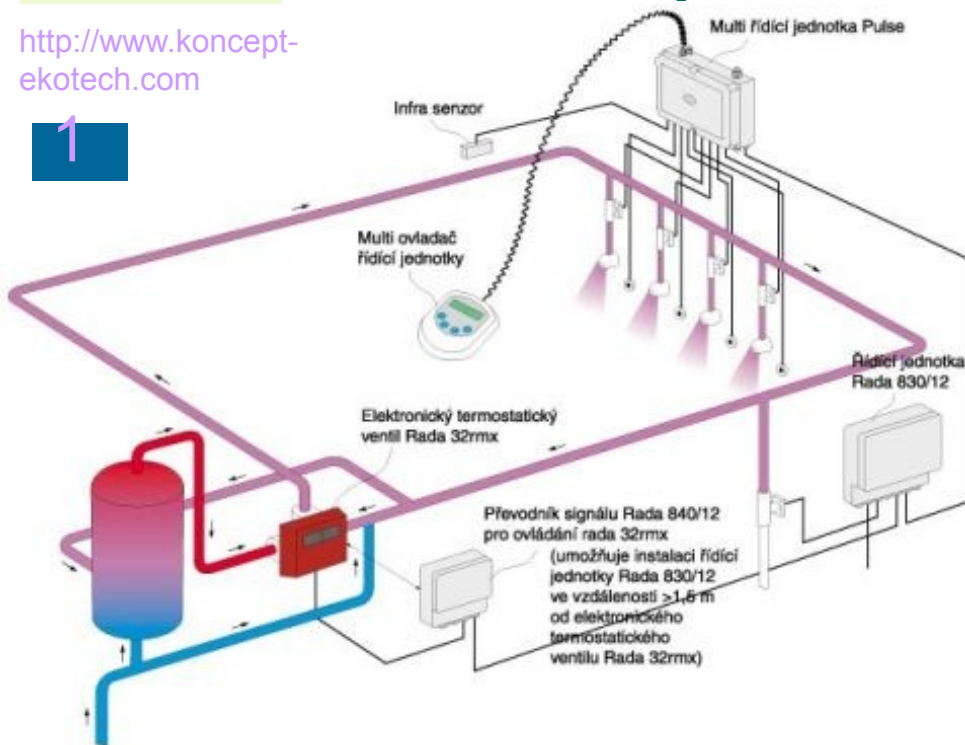 http://www.koncept-
ekotech.com
1
Multi řídící jednotka Pulse
Infra senzor
Multi ovladač
řídící jednotky
Řídící jednotka
Rada 830/12
Elektronický termostatický
ventil Rada 32rmx
Převodník signálu Rada 840/12
pro ovládání rada 32rmx
(umožňuje instalaci řídící
jednotky Rada 830/12
ve vzdálenosti >1,5 m
od elektronického
termostatického
ventilu Rada 32rmx)